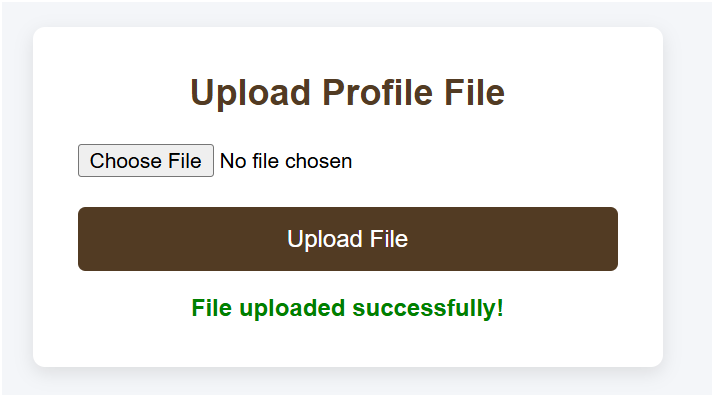 Upload Profile File
Choose File No file chosen
Upload File
File uploaded successfully!